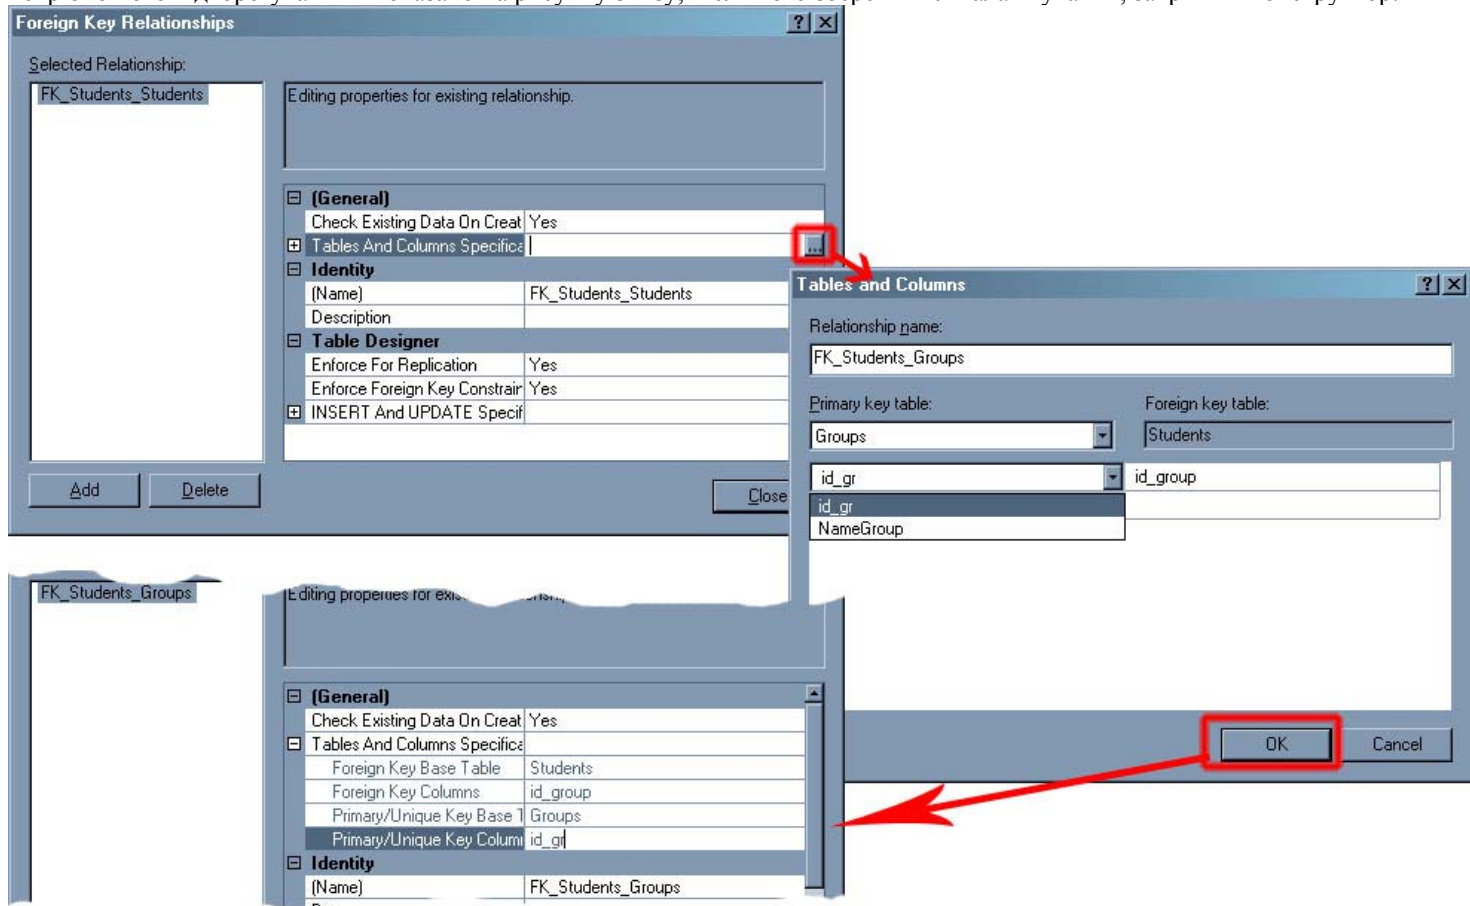 Foreign Key Relationships
Selected Relationship:
FK_Students_Students
Editing properties for existing relationship.
(General)
Check Existing Data On Creat Yes
Tables And Columns Specifica
...
Identity
(Name) FK_Students_Students
Description
Table Designer
Enforce For Replication Yes
Enforce Foreign Key Constrair Yes
INSERT And UPDATE Specif
Add Delete
Close
Tables and Columns
Relationship name:
FK_Students_Groups
Primary key table: Foreign key table:
Groups Students
id_gr id_group
id_gr
NameGroup
OK Cancel
FK_Students_Groups
Editing properties for
(General)
Check Existing Data On Creat Yes
Tables And Columns Specifica
Foreign Key Base Table Students
Foreign Key Columns id_group
Primary/Unique Key Base T Groups
Primary/Unique Key Colum id_gr
Identity
(Name) FK_Students_Groups